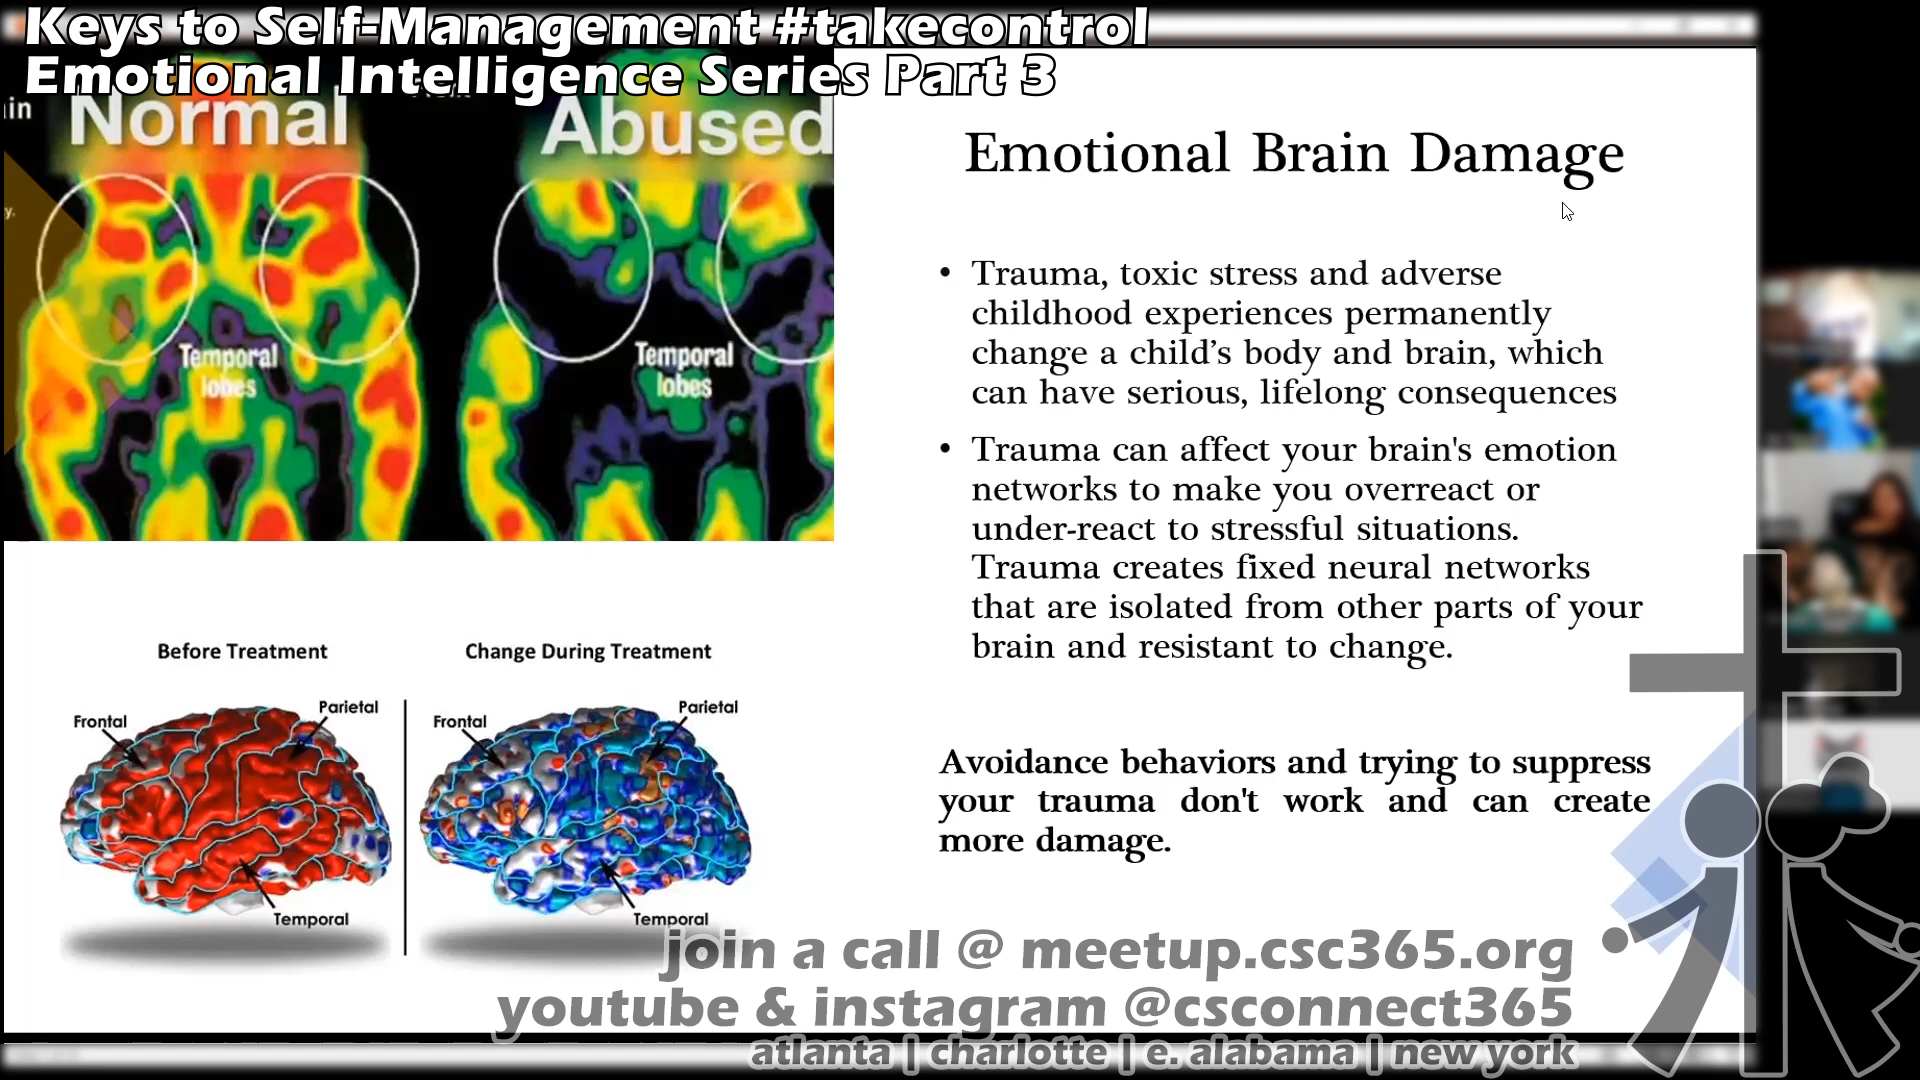 Keys to Self-Management #takecontrol
Emotional Intelligence Series Part 3
in
Normal
Abused
y.
Temporal
lobes
Temporal
lobes
Emotional Brain Damage
• Trauma, toxic stress and adverse
childhood experiences permanently
change a child’s body and brain, which
can have serious, lifelong consequences
• Trauma can affect your brain's emotion
networks to make you overreact or
under-react to stressful situations.
Trauma creates fixed neural networks
that are isolated from other parts of your
brain and resistant to change.
Avoidance behaviors and trying to suppress
your trauma don't work and can create
more damage.
Before Treatment
Change During Treatment
Frontal
Parietal
Temporal
Frontal
Parietal
Temporal
join a call @ meetup.csc365.org
youtube & instagram @csconnect365
atlanta | charlotte | e. alabama | new york